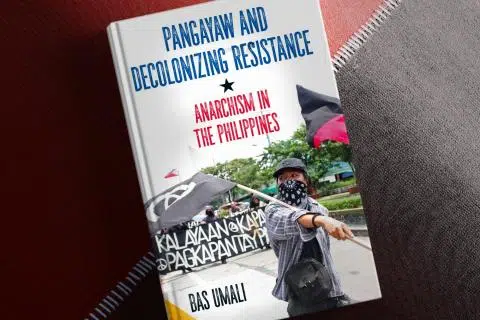 PANGAYAW AND
DECOLONIZING RESISTANCE
ANARCHISM IN
THE PHILIPPINES
KALAYAAN
PAGKAPANTAY
BAS UMALI